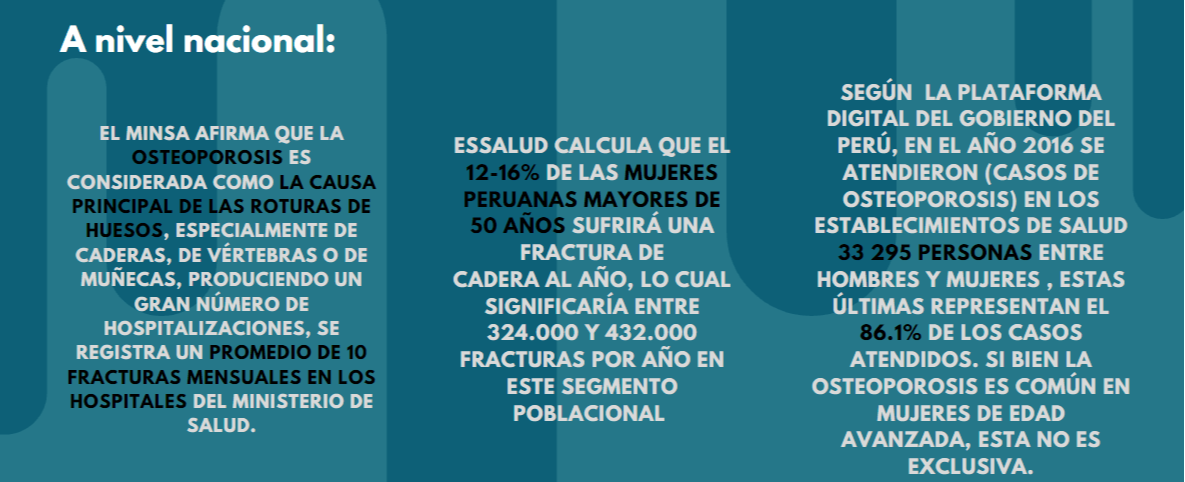 A nivel nacional:
EL MINSA AFIRMA QUE LA
OSTEOPOROSIS ES
CONSIDERADA COMO LA CAUSA
PRINCIPAL DE LAS ROTURAS DE
HUESOS, ESPECIALMENTE DE
CADERAS, DE VÉRTEBRAS O DE
MUÑECAS, PRODUCIENDO UN
GRAN NÚMERO DE
HOSPITALIZACIONES, SE
REGISTRA UN PROMEDIO DE 10
FRACTURAS MENSUALES EN LOS
HOSPITALES DEL MINISTERIO DE
SALUD.
ESSALUD CALCULA QUE EL
12-16% DE LAS MUJERES
PERUANAS MAYORES DE
50 AÑOS SUFRIRÁ UNA
FRACTURA DE
CADERA AL AÑO, LO CUAL
SIGNIFICARÍA ENTRE
324.000 Y 432.000
FRACTURAS POR AÑO EN
ESTE SEGMENTO
POBLACIONAL
SEGÚN LA PLATAFORMA
DIGITAL DEL GOBIERNO DEL
PERÚ, EN EL AÑO 2016 SE
ATENDIERON (CASOS DE
OSTEOPOROSIS) EN LOS
ESTABLECIMIENTOS DE SALUD
33 295 PERSONAS ENTRE
HOMBRES Y MUJERES , ESTAS
ÚLTIMAS REPRESENTAN EL
86.1% DE LOS CASOS
ATENDIDOS. SI BIEN LA
OSTEOPOROSIS ES COMÚN EN
MUJERES DE EDAD
AVANZADA, ESTA NO ES
EXCLUSIVA.